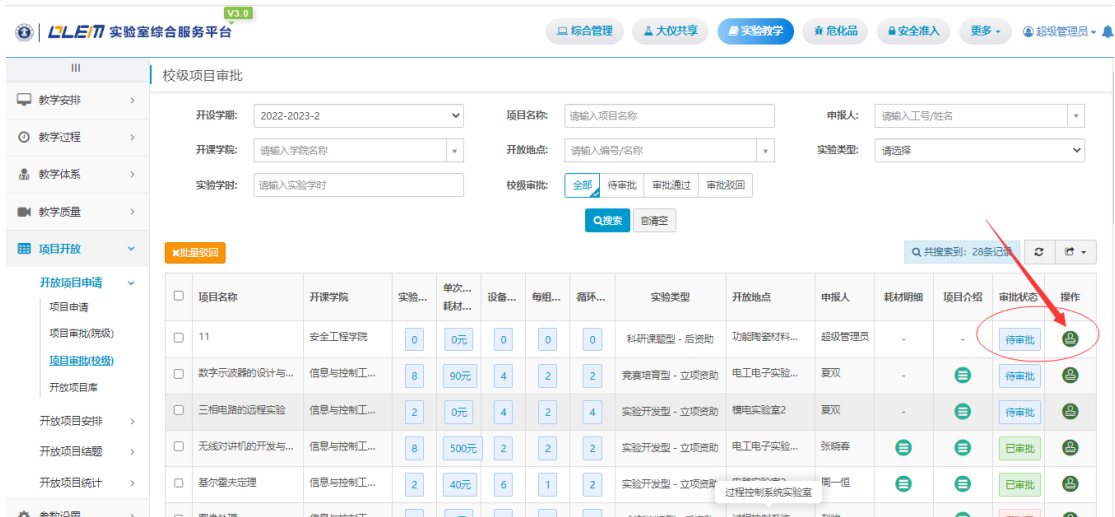 V3.0
OLEM 实验室综合服务平台
综合管理
大仪共享
实验教学
危化品
安全准入
更多
超级管理员
教学安排
教学过程
教学体系
教学质量
项目开放
开放项目申请
项目申请
项目审批(院级)
项目审批(校级)
开放项目库
开放项目安排
开放项目结题
开放项目统计
参数设置
校级项目审批
开设学期: 2022-2023-2 项目名称: 请输入项目名称 申报人: 请输入工号/姓名
开课学院: 请输入学院名称 开放地点: 请输入编号/名称 实验类型: 请选择
实验学时: 请输入实验学时 校级审批: 全部 待审批 审批通过 审批驳回
搜索 清空
批量驳回 共搜索到: 28条记录
项目名称 开课学院 实验... 单次... 耗材... 设备... 每组... 循环... 实验类型 开放地点 申报人 耗材明细 项目介绍 审批状态 操作
11 安全工程学院 0 0元 0 0 0 科研课题型 - 后资助 功能陶瓷材料... 超级管理员 - - 待审批
数字示波器的设计与... 信息与控制工... 8 90元 4 2 2 竞赛培育型 - 立项资助 电工电子实验... 夏双 - 待审批
三相电路的远程实验 信息与控制工... 2 0元 4 2 4 实验开发型 - 立项资助 模电实验室2 夏双 - 待审批
无线对讲机的开发与... 信息与控制工... 8 500元 2 2 2 实验开发型 - 立项资助 电工电子实验... 张晓春 已审批
基尔霍夫定理 信息与控制工... 2 40元 6 1 2 实验开发型 - 立项资助 周一恒 已审批
过程控制系统实验室